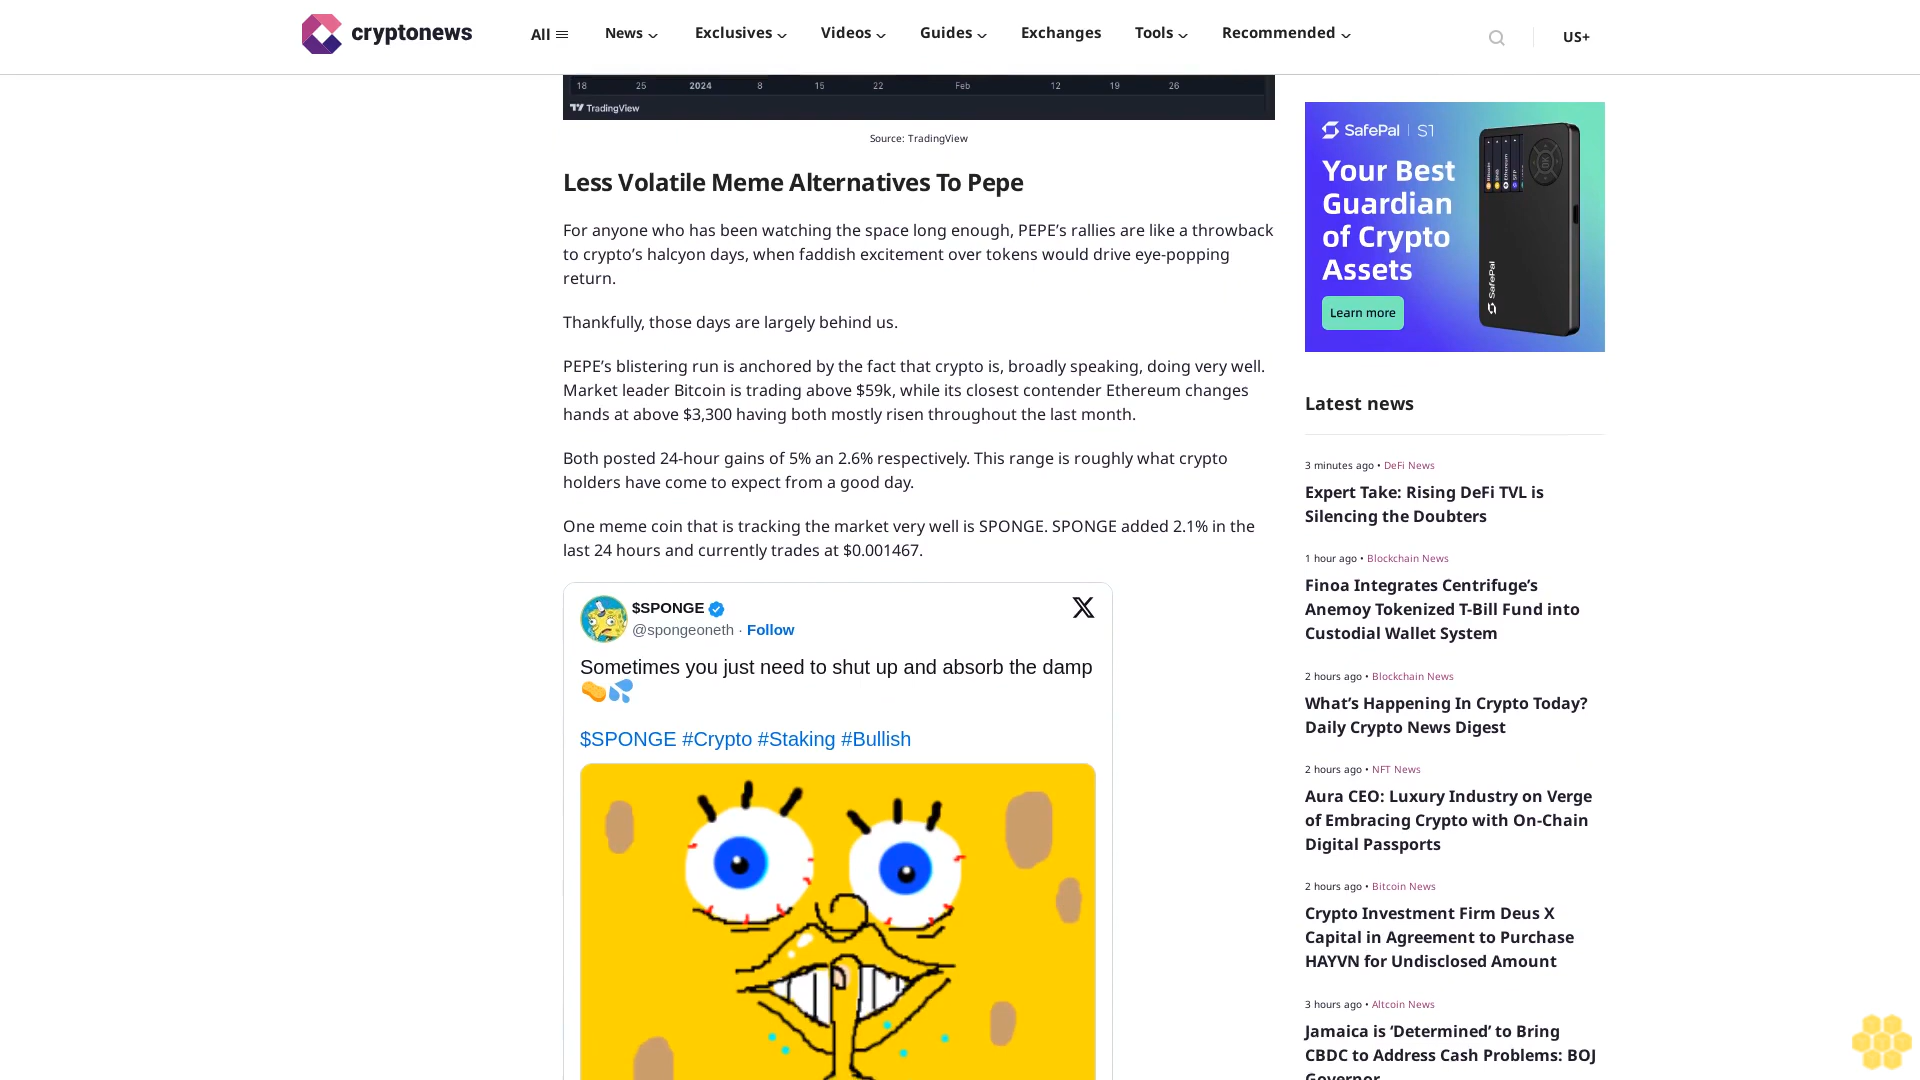 cryptonews
All
News
Exclusives
Videos
Guides
Exchanges
Tools
Recommended
US+
18 25 2024 8 15 22 Feb 12 19 26
TradingView
Source: TradingView
Less Volatile Meme Alternatives To Pepe
For anyone who has been watching the space long enough, PEPE’s rallies are like a throwback
to crypto’s halcyon days, when faddish excitement over tokens would drive eye-popping
return.
Thankfully, those days are largely behind us.
PEPE’s blistering run is anchored by the fact that crypto is, broadly speaking, doing very well.
Market leader Bitcoin is trading above $59k, while its closest contender Ethereum changes
hands at above $3,300 having both mostly risen throughout the last month.
Both posted 24-hour gains of 5% an 2.6% respectively. This range is roughly what crypto
holders have come to expect from a good day.
One meme coin that is tracking the market very well is SPONGE. SPONGE added 2.1% in the
last 24 hours and currently trades at $0.001467.
$SPONGE
@spongeoneth · Follow
Sometimes you just need to shut up and absorb the damp
$SPONGE #Crypto #Staking #Bullish
SafePal | S1
Your Best
Guardian
of Crypto
Assets
Learn more
SafePal
Latest news
3 minutes ago • DeFi News
Expert Take: Rising DeFi TVL is
Silencing the Doubters
1 hour ago • Blockchain News
Finoa Integrates Centrifuge’s
Anemoy Tokenized T-Bill Fund into
Custodial Wallet System
2 hours ago • Blockchain News
What’s Happening In Crypto Today?
Daily Crypto News Digest
2 hours ago • NFT News
Aura CEO: Luxury Industry on Verge
of Embracing Crypto with On-Chain
Digital Passports
2 hours ago • Bitcoin News
Crypto Investment Firm Deus X
Capital in Agreement to Purchase
HAYVN for Undisclosed Amount
3 hours ago • Altcoin News
Jamaica is ‘Determined’ to Bring
CBDC to Address Cash Problems: BOJ
Governor